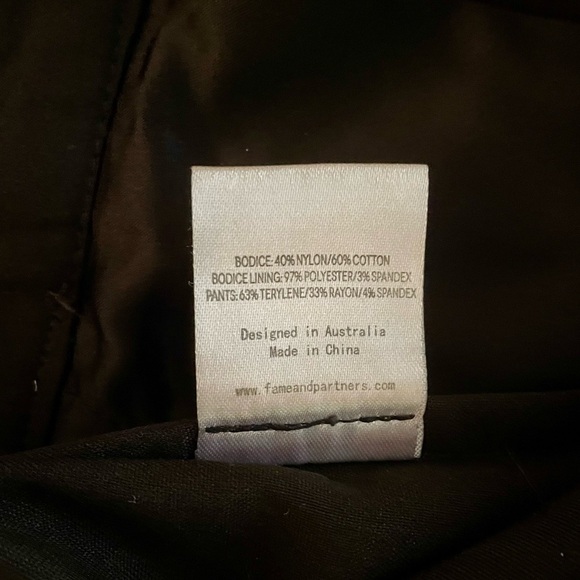 BODICE: 40% NYLON/60% COTTON
BODICE LINING: 97% POLYESTER/3% SPANDEX
PANTS: 63% TERYLENE/33% RAYON/4% SPANDEX
Designed in Australia
Made in China
www.fameandpartners.com